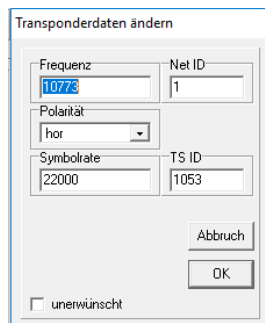 Transponderdaten ändern
Frequenz Net ID
10773 1
Polarität
hor
Symbolrate TS ID
22000 1053
Abbruch
OK
unerwünscht